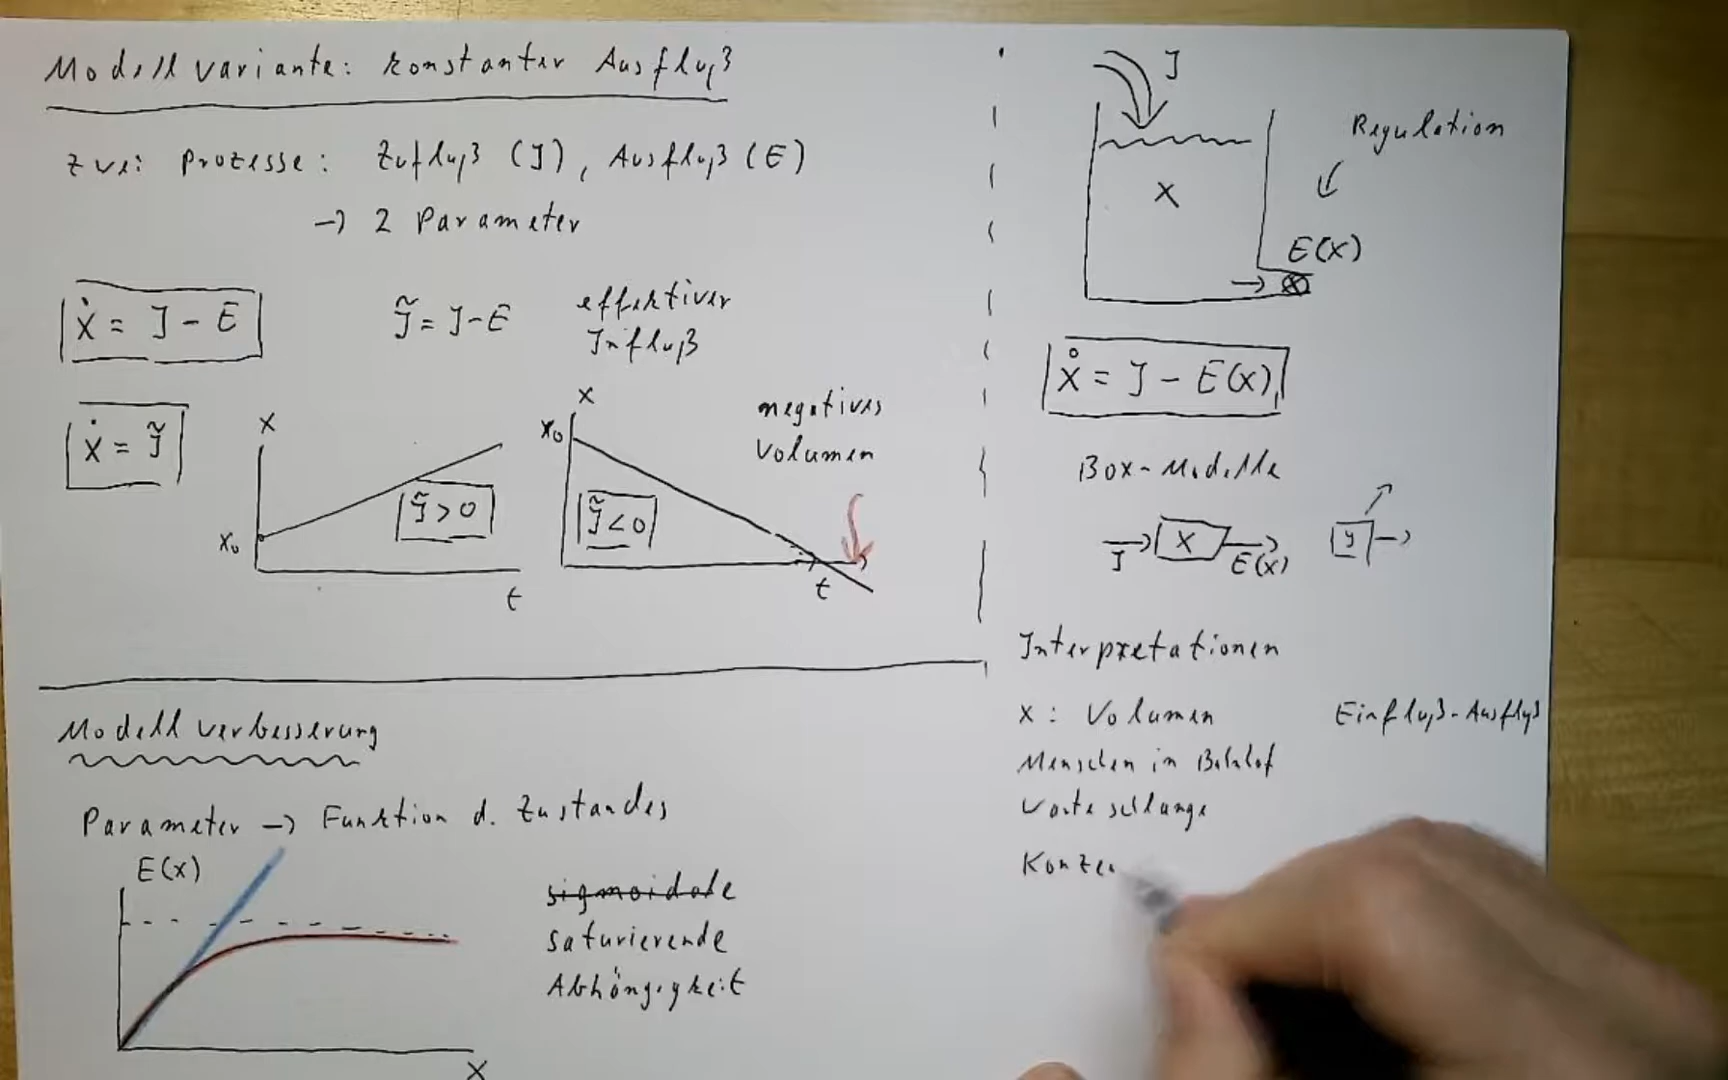 Modellvariante: Konstanter Ausfluß
Zwei Prozesse: Zufluß (J), Ausfluß (E)
→ 2 Parameter
ẋ = J - E
J̃ = J-E
effektiver
Influß
ẋ = J̃
x
x₀
J̃ > 0
t
x
x₀
J̃ < 0
t
negatives
Volumen
Modellverbesserung
Parameter → Funktion d. Zustandes
E(x)
x
sigmoidale
saturierende
Abhängigkeit
J
Regulation
x
E(x)
ẋ = J - E(x)
Box-Modelle
J
x
E(x)
y
Interpretationen
x: Volumen
Einfluß-Ausfluß
Menschen in Bahnhof
Warteschlange
Konzen